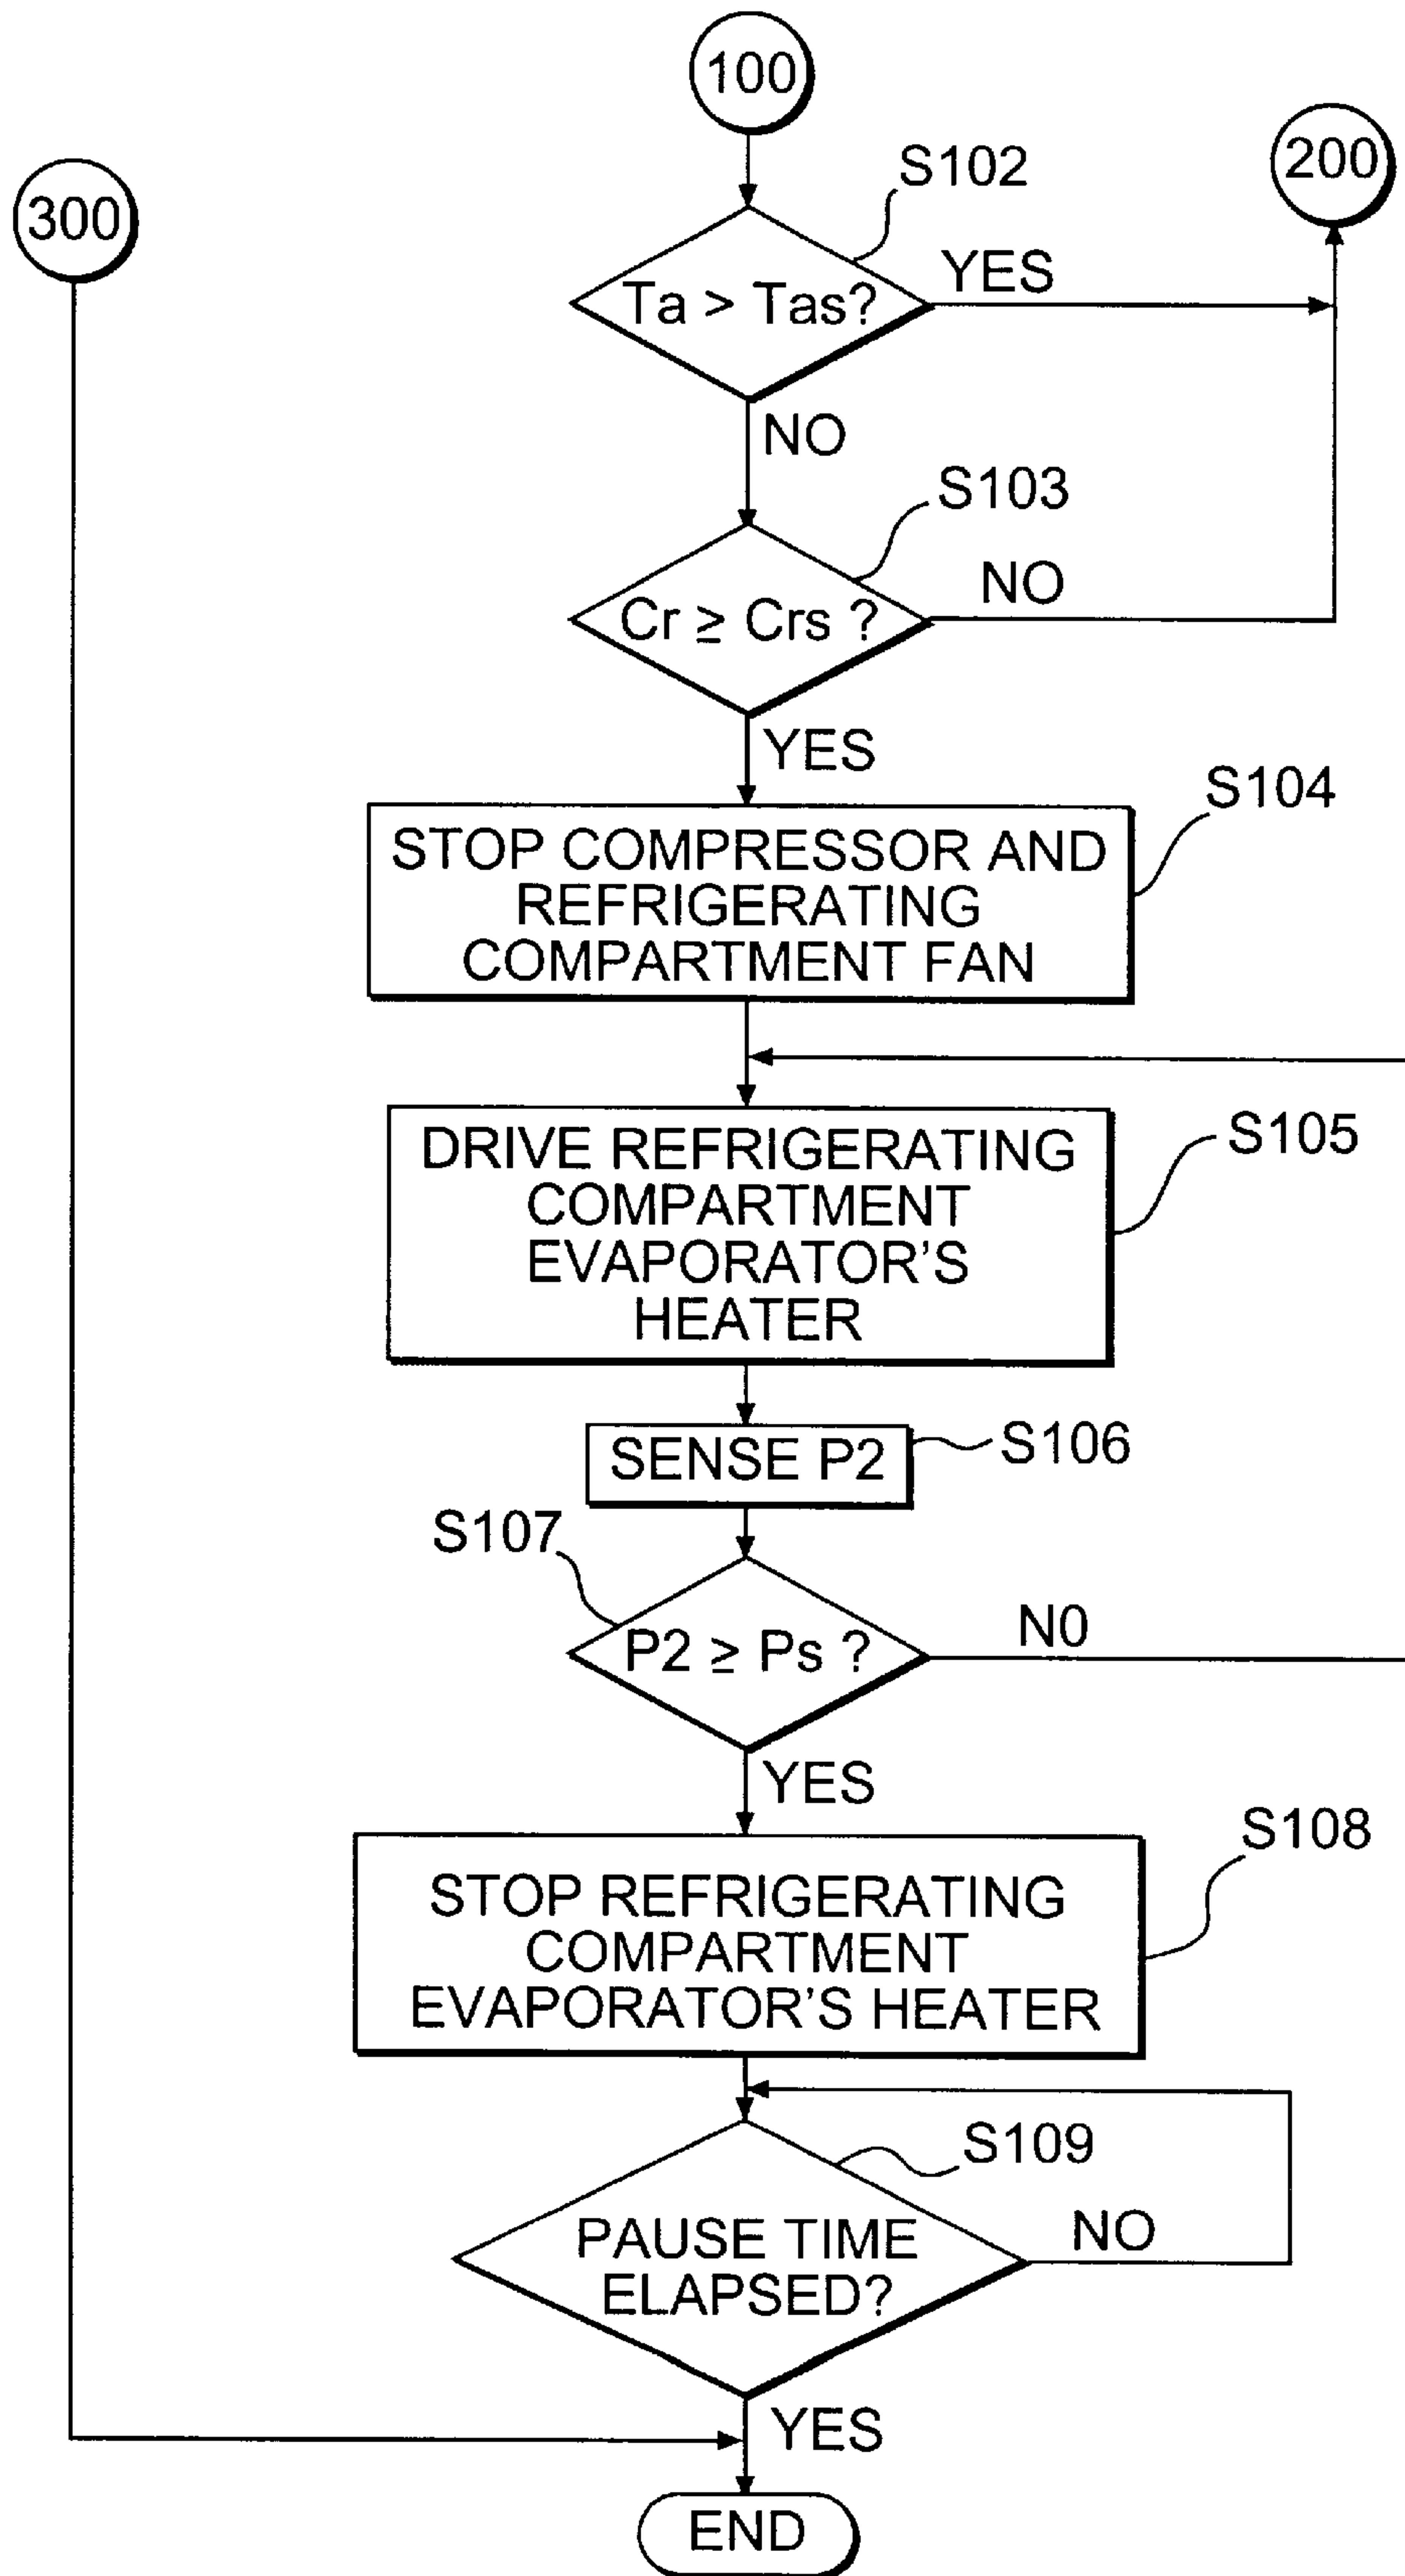 100
200
300
S102
Ta > Tas?
YES
NO
S103
Cr ≥ Crs ?
NO
YES
S104
STOP COMPRESSOR AND
REFRIGERATING
COMPARTMENT FAN
S105
DRIVE REFRIGERATING
COMPARTMENT
EVAPORATOR'S
HEATER
SENSE P2
S106
S107
P2 ≥ Ps ?
N0
YES
S108
STOP REFRIGERATING
COMPARTMENT
EVAPORATOR'S HEATER
S109
PAUSE TIME
ELAPSED?
NO
YES
END